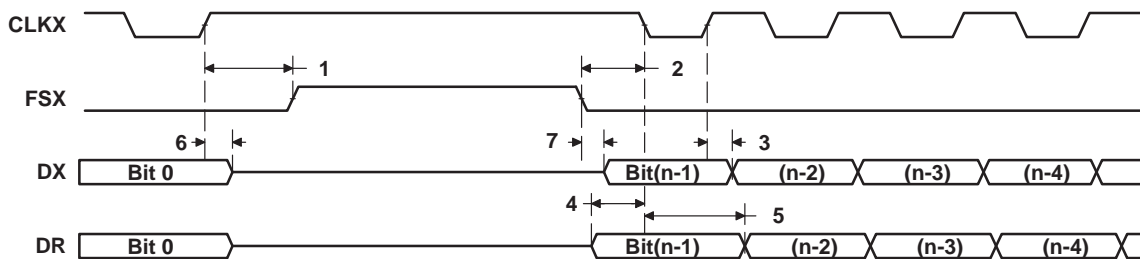 CLKX
1
2
FSX
6
7
3
DX
Bit 0
Bit(n-1)
(n-2)
(n-3)
(n-4)
4
5
DR
Bit 0
Bit(n-1)
(n-2)
(n-3)
(n-4)